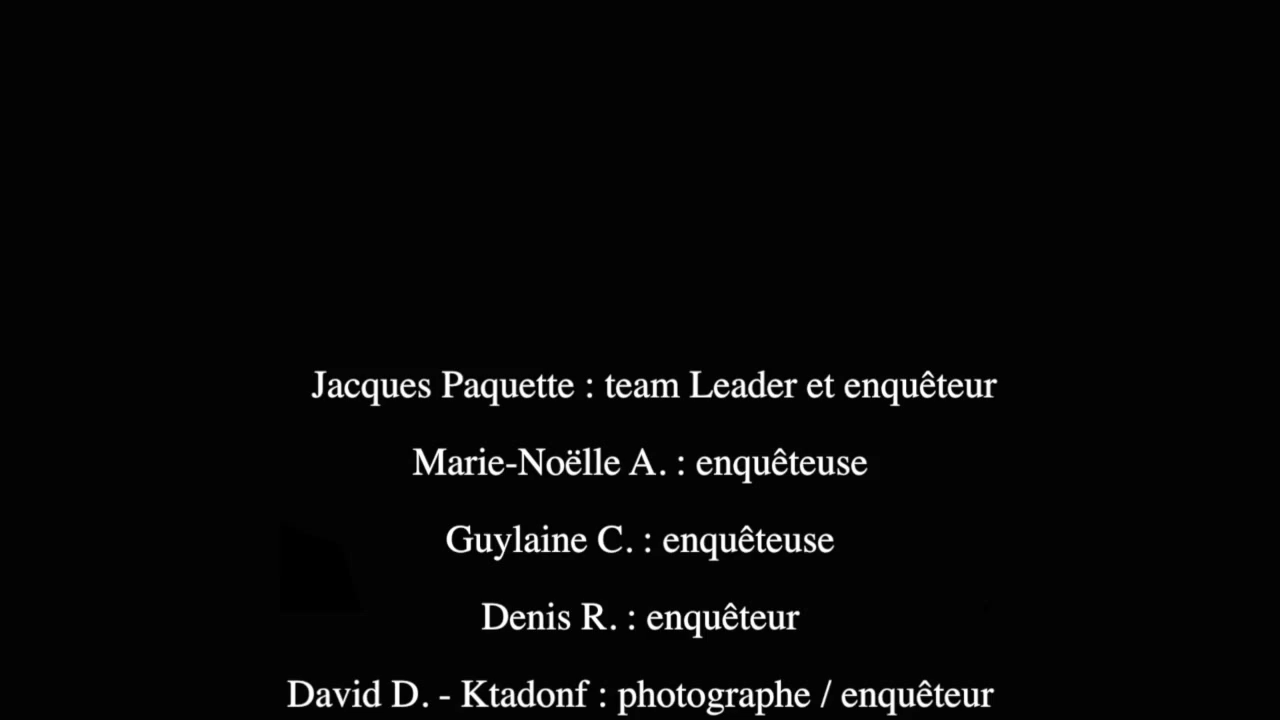 Jacques Paquette : team Leader et enquêteur
Marie-Noëlle A. : enquêteuse
Guylaine C. : enquêteuse
Denis R. : enquêteur
David D. - Ktadonf : photographe / enquêteur